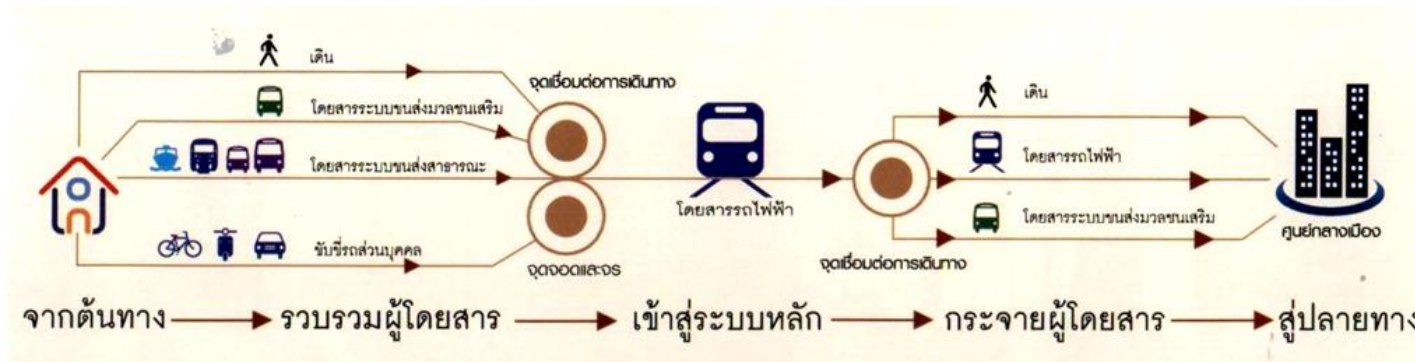 เดิน
โดยสารระบบขนส่งมวลชนเสริม
โดยสารระบบขนส่งสาธารณะ
ขับขี่รถส่วนบุคคล
จุดเชื่อมต่อการเดินทาง
จุดจอดและจร
โดยสารรถไฟฟ้า
จุดเชื่อมต่อการเดินทาง
เดิน
โดยสารรถไฟฟ้า
โดยสารระบบขนส่งมวลชนเสริม
ศูนย์กลางเมือง
จากต้นทาง รวบรวมผู้โดยสาร เข้าสู่ระบบหลัก กระจายผู้โดยสาร สู่ปลายทาง